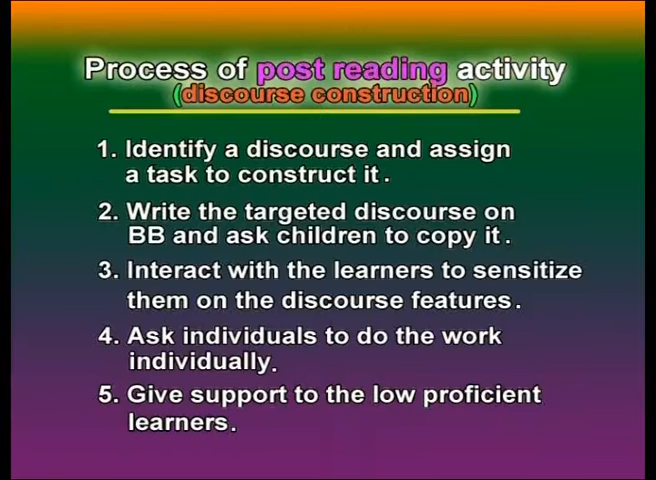 Process of post reading activity
(discourse construction)
1. Identify a discourse and assign
a task to construct it.
2. Write the targeted discourse on
BB and ask children to copy it.
3. Interact with the learners to sensitize
them on the discourse features.
4. Ask individuals to do the work
individually.
5. Give support to the low proficient
learners.